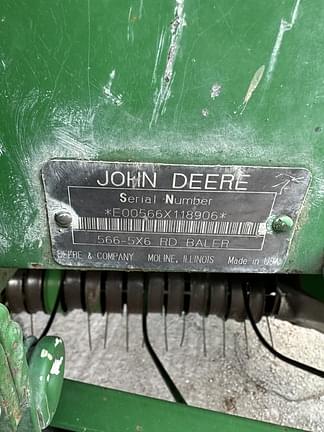 JOHN DEERE
Serial Number
*E00566X118906*
566-5X6 RD BALER
DEERE & COMPANY MOLINE, ILLINOIS Made in USA